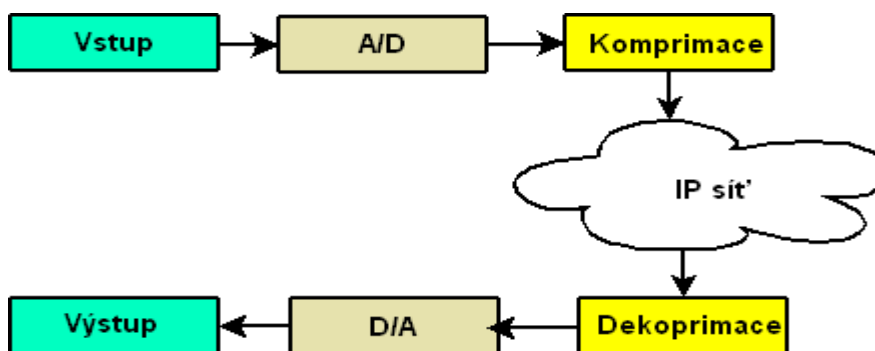 Vstup
A/D
Komprimace
IP síť
Výstup
D/A
Dekoprimace